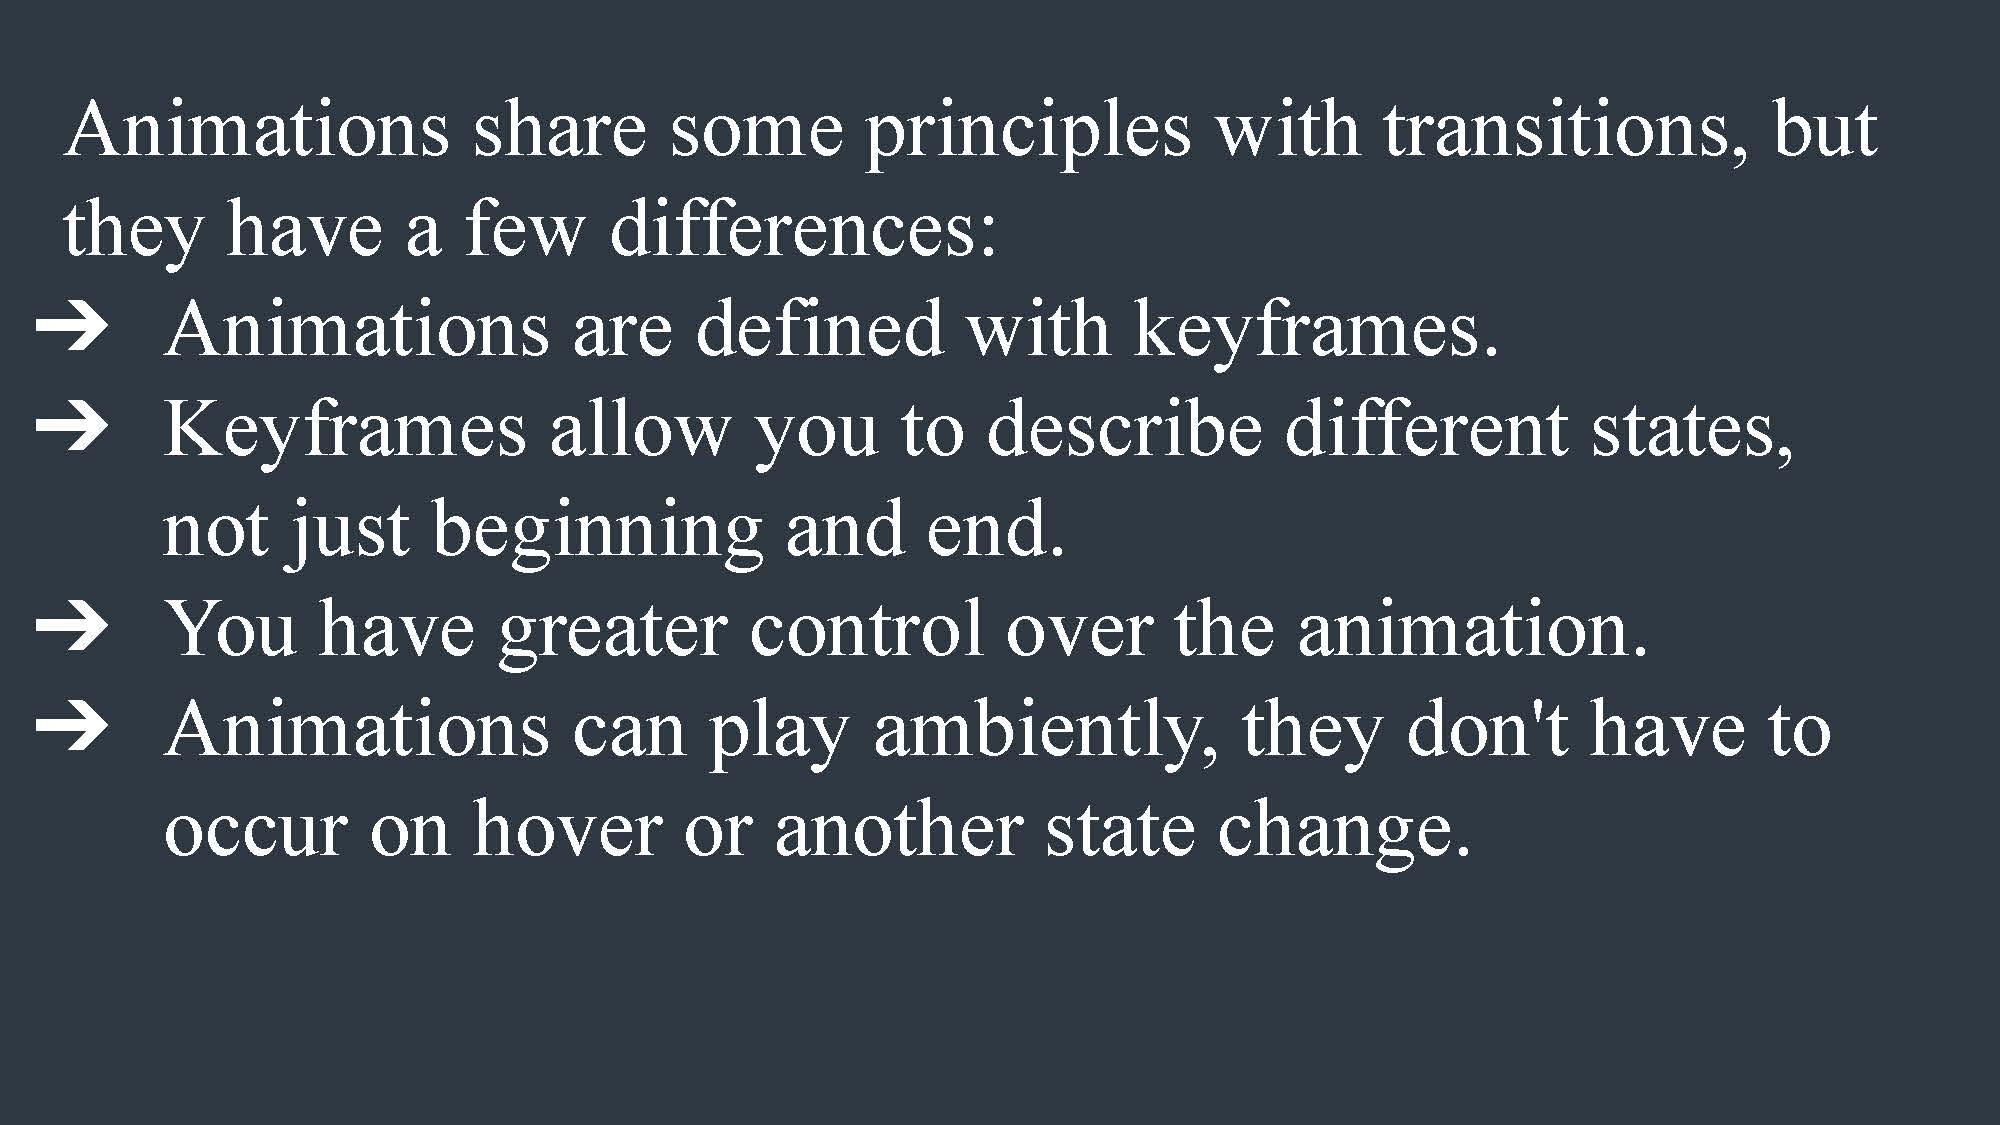 Animations share some principles with transitions, but
they have a few differences:
➔ Animations are defined with keyframes.
➔ Keyframes allow you to describe different states,
not just beginning and end.
➔ You have greater control over the animation.
➔ Animations can play ambiently, they don't have to
occur on hover or another state change.